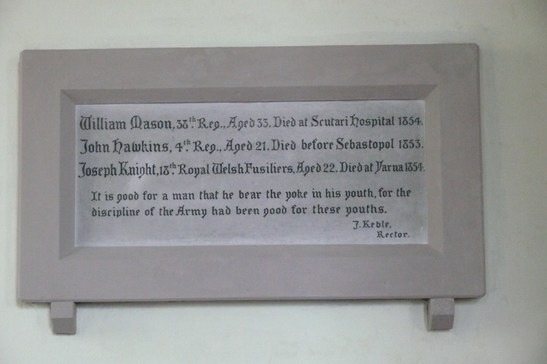 William Mason, 38th Reg., Aged 33. Died at Scutari Hospital 1854.
John Hawkins, 4th Reg., Aged 21. Died before Sebastopol 1853.
Joseph Knight, 18th Royal Welsh Fusiliers, Aged 22. Died at Varna 1854.
It is good for a man that he bear the yoke in his youth, for the
discipline of the Army had been good for these youths.
J. Keble,
Rector.